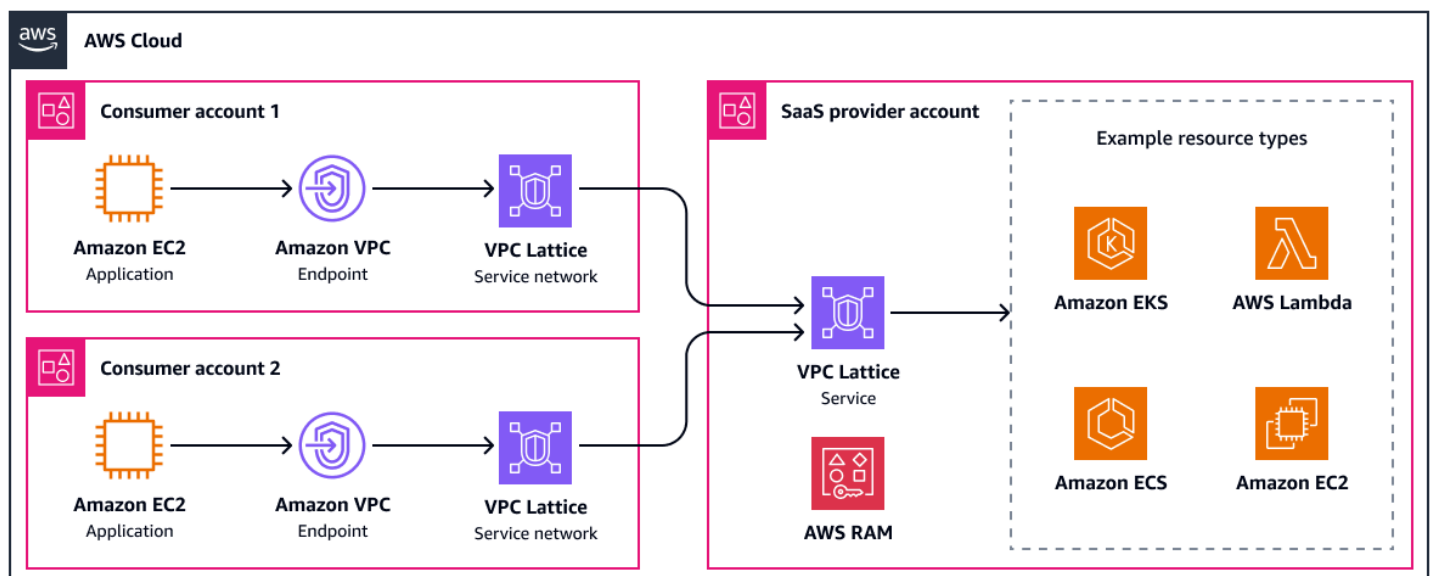 aws
AWS Cloud
Consumer account 1
Amazon EC2
Application
Amazon VPC
Endpoint
VPC Lattice
Service network
Consumer account 2
Amazon EC2
Application
Amazon VPC
Endpoint
VPC Lattice
Service network
SaaS provider account
VPC Lattice
Service
AWS RAM
Example resource types
K
Amazon EKS
AWS Lambda
Amazon ECS
Amazon EC2